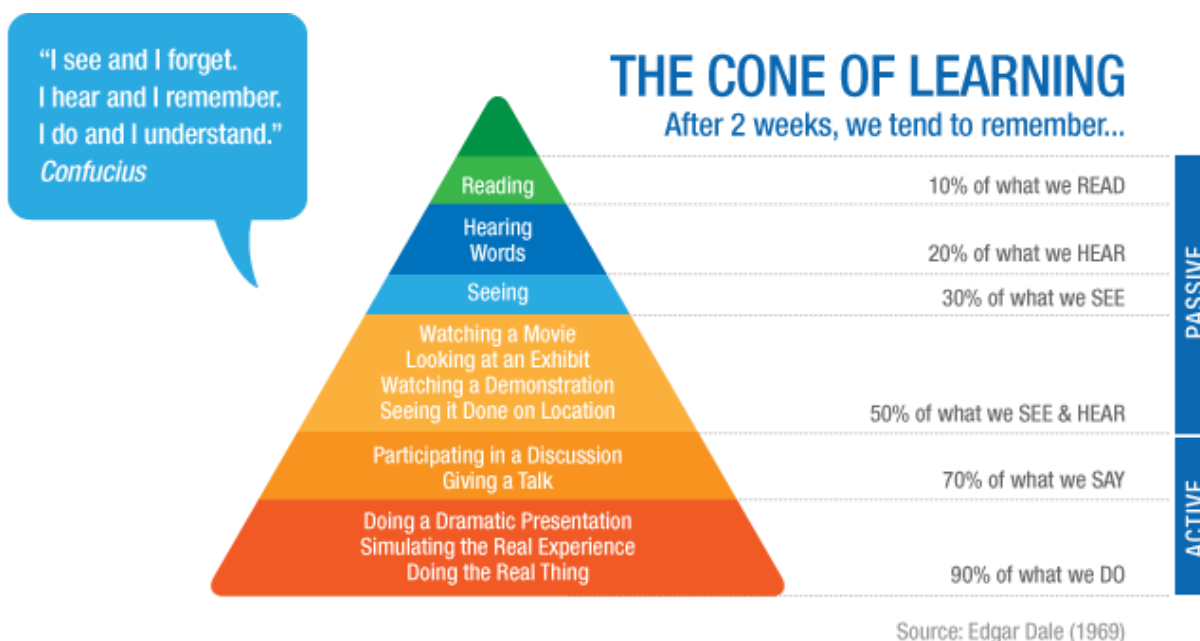 “I see and I forget.
I hear and I remember.
I do and I understand.”
Confucius
THE CONE OF LEARNING
After 2 weeks, we tend to remember...
Reading
10% of what we READ
Hearing
Words
20% of what we HEAR
Seeing
30% of what we SEE
Watching a Movie
Looking at an Exhibit
Watching a Demonstration
Seeing it Done on Location
50% of what we SEE & HEAR
Participating in a Discussion
Giving a Talk
70% of what we SAY
Doing a Dramatic Presentation
Simulating the Real Experience
Doing the Real Thing
90% of what we DO
PASSIVE
ACTIVE
Source: Edgar Dale (1969)